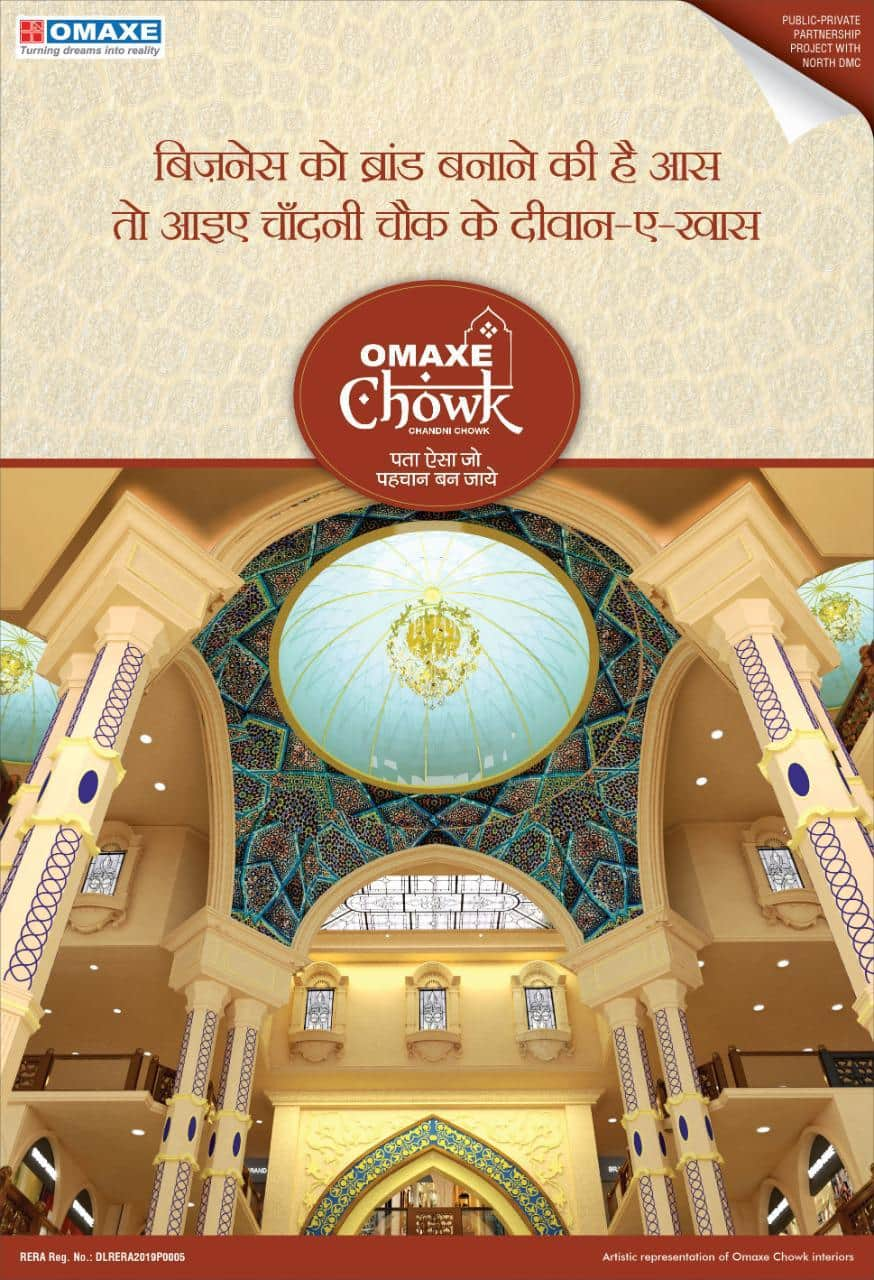 OMAXE
Turning dreams into reality
PUBLIC-PRIVATE
PARTNERSHIP
PROJECT WITH
NORTH DMC
बिज़नेस को ब्रांड बनाने की है आस
तो आइए चाँदनी चौक के दीवान-ए-खास
OMAXE
Chowk
CHANDNI CHOWK
पता ऐसा जो
पहचान बन जाये
RERA Reg. No.: DLRERA2019P0005
Artistic representation of Omaxe Chowk interiors